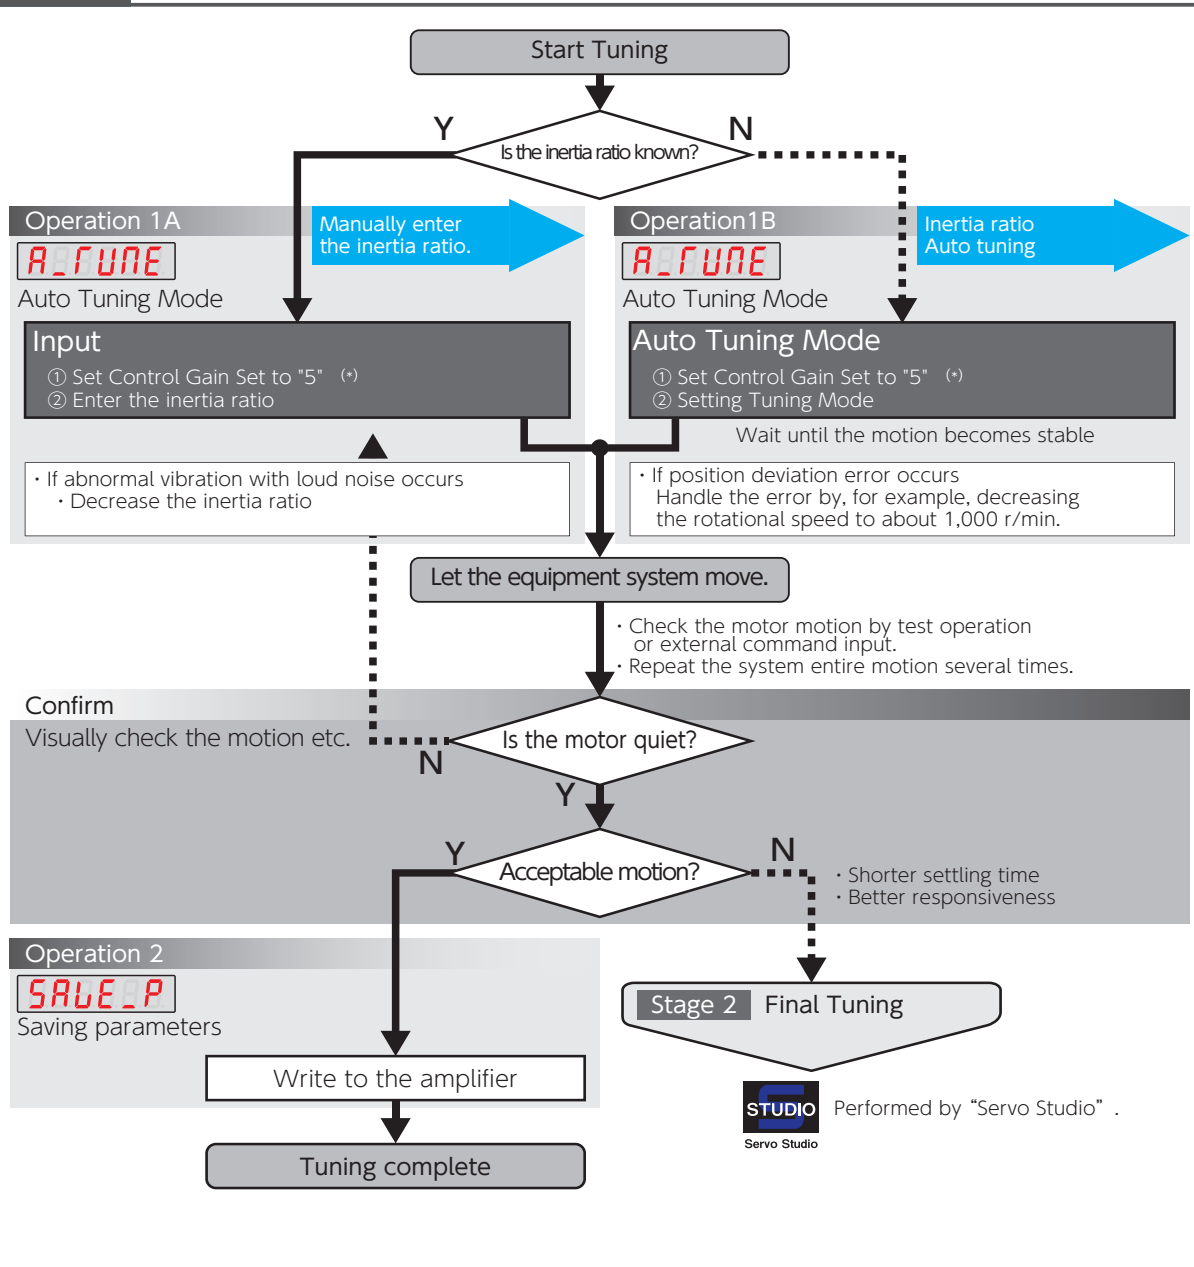 Start Tuning
Y
N
Is the inertia ratio known?
Operation 1A
Manually enter
the inertia ratio.
A_TUNE
Auto Tuning Mode
Input
① Set Control Gain Set to "5" (*)
② Enter the inertia ratio
・If abnormal vibration with loud noise occurs
・Decrease the inertia ratio
Operation1B
Inertia ratio
Auto tuning
A_TUNE
Auto Tuning Mode
Auto Tuning Mode
① Set Control Gain Set to "5" (*)
② Setting Tuning Mode
Wait until the motion becomes stable
・If position deviation error occurs
Handle the error by, for example, decreasing
the rotational speed to about 1,000 r/min.
Let the equipment system move.
・Check the motor motion by test operation
or external command input.
・Repeat the system entire motion several times.
Confirm
Visually check the motion etc.
Is the motor quiet?
N
Y
Y
Acceptable motion?
N
・Shorter settling time
・Better responsiveness
Operation 2
SAVE_P
Saving parameters
Write to the amplifier
Tuning complete
Stage 2 Final Tuning
STUDIO
Servo Studio
Performed by “Servo Studio” .